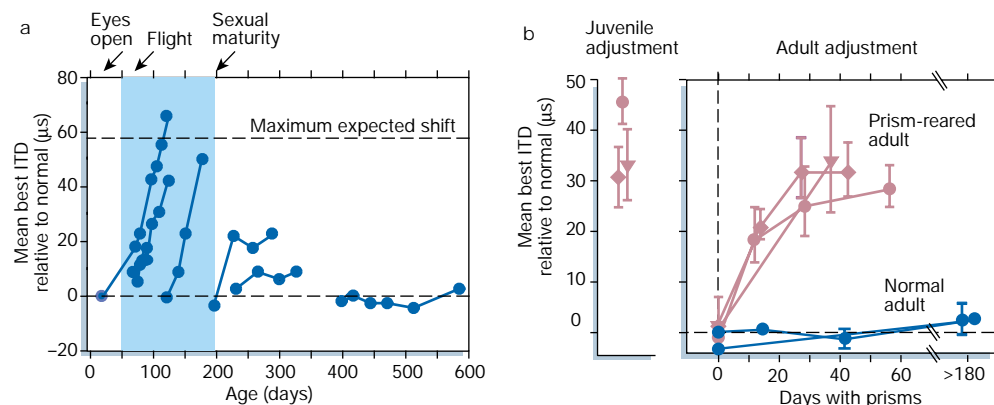 a
Eyes
open
Flight
Sexual
maturity
80
60
40
20
0
–20
Mean best ITD
relative to normal (µs)
Maximum expected shift
0 100 200 300 400 500 600
Age (days)
b
Juvenile
adjustment
Adult adjustment
50
40
30
20
10
0
Mean best ITD
relative to normal (µs)
Prism-reared
adult
Normal
adult
0 20 40 60 >180
Days with prisms